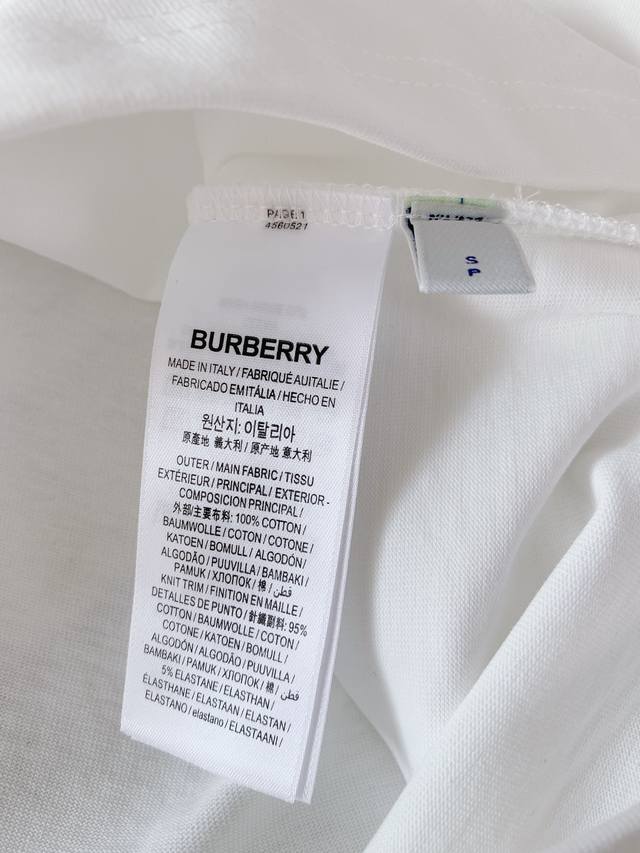 PAGE 1
4560521
BURBERRY
MADE IN ITALY / FABRIQUÉ AUITALIE /
FABRICADO EM ITÁLIA / HECHO EN
ITALIA
원산지: 이탈리아
原產地 義大利 / 原产地 意大利
OUTER / MAIN FABRIC / TISSU
EXTÉRIEUR / PRINCIPAL / EXTERIOR -
COMPOSICION PRINCIPAL /
外部/主要布料: 100% COTTON /
BAUMWOLLE / COTON / COTONE /
KATOEN / BOMULL / ALGODÓN /
ALGODÃO / PUUVILLA / BAMBAKI /
PAMUK / ХЛОПОК / 棉 / قطن /
KNIT TRIM / FINITION EN MAILLE /
DETALLES DE PUNTO / 針織副料: 95%
COTTON / BAUMWOLLE / COTON /
COTONE / KATOEN / BOMULL /
ALGODÓN / ALGODÃO / PUUVILLA /
BAMBAKI / PAMUK / ХЛОПОК / 棉 / قطن /
5% ELASTANE / ELASTHAN /
ÉLASTHANE / ELASTAAN / ELASTAN /
ELASTANO / elastano / ELASTAANI /
S
P